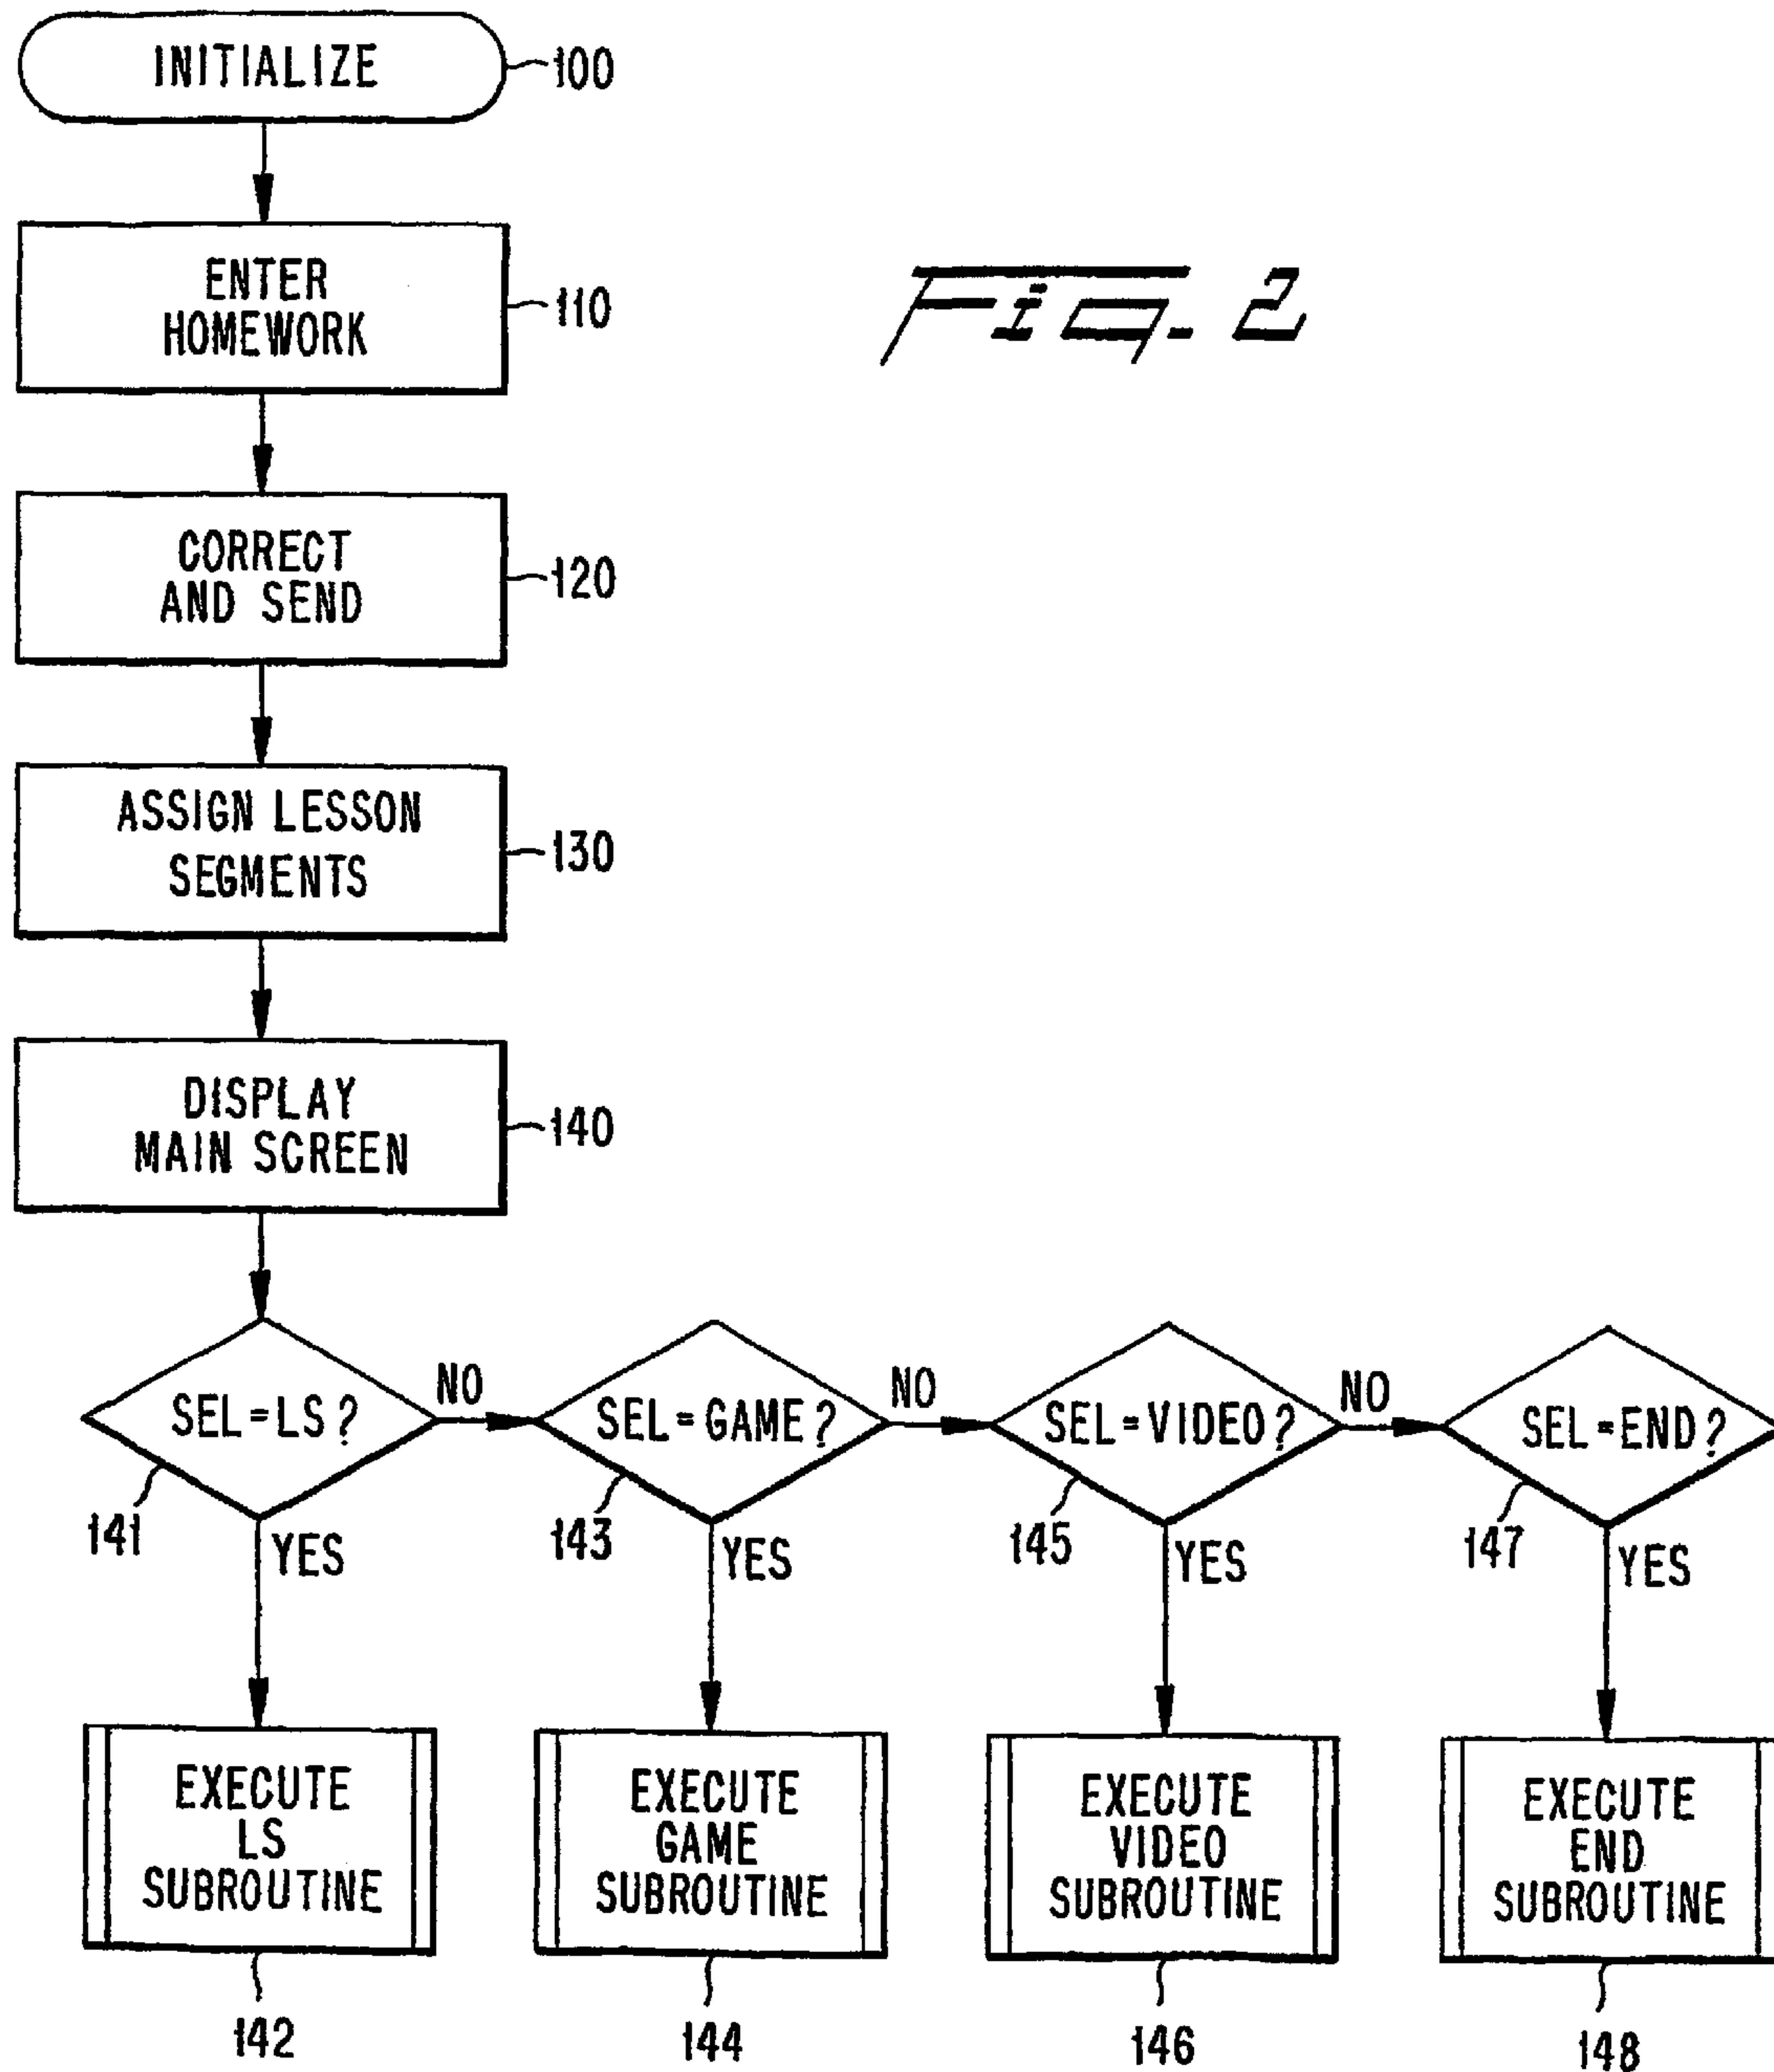 INITIALIZE
100
ENTER
HOMEWORK
110
Fig. 2
CORRECT
AND SEND
120
ASSIGN LESSON
SEGMENTS
130
DISPLAY
MAIN SCREEN
140
SEL=LS?
NO
141
YES
SEL=GAME?
NO
143
YES
SEL=VIDEO?
NO
145
YES
SEL=END?
147
YES
EXECUTE
LS
SUBROUTINE
142
EXECUTE
GAME
SUBROUTINE
144
EXECUTE
VIDEO
SUBROUTINE
146
EXECUTE
END
SUBROUTINE
148